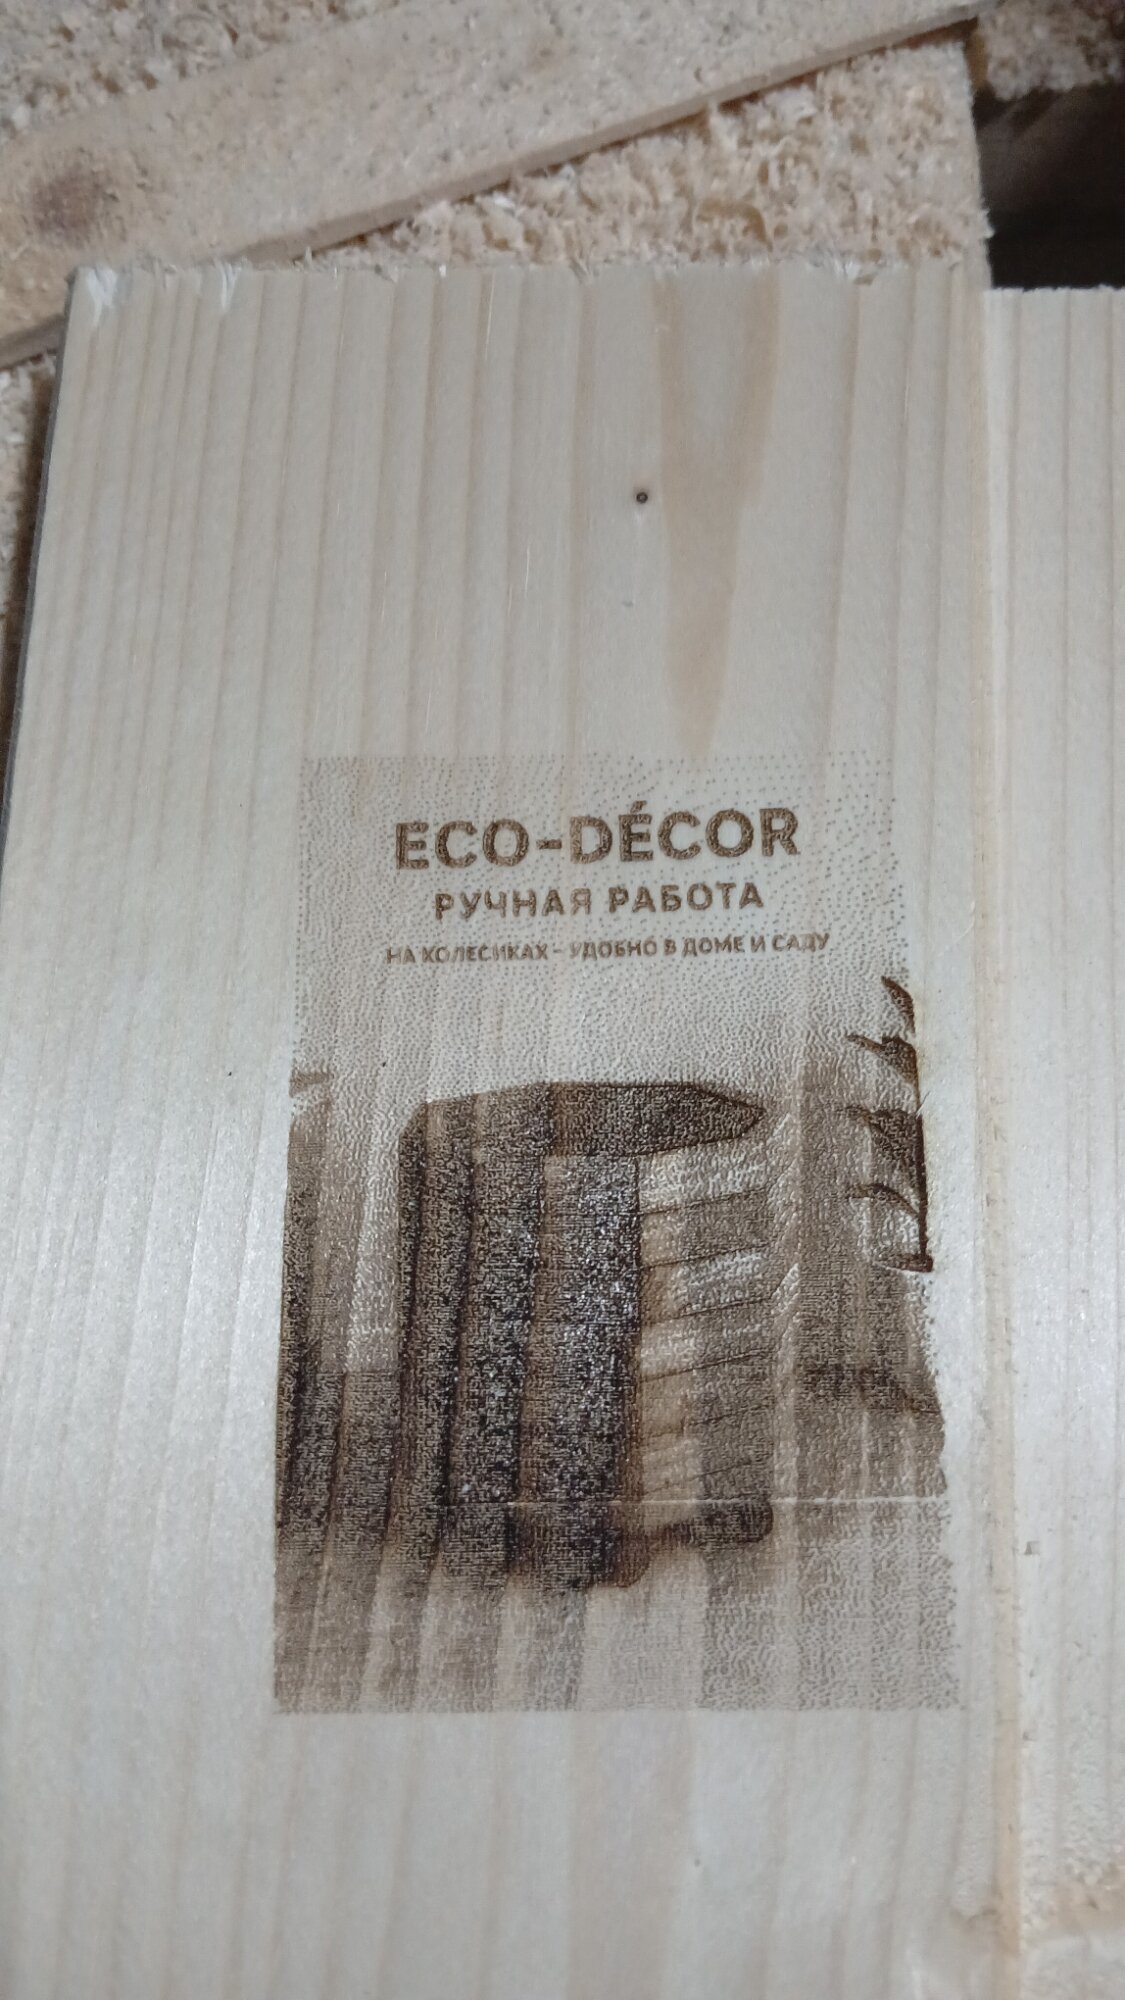 ECO-DÉCOR
РУЧНАЯ РАБОТА
НА КОЛЕСИКАХ - УДОБНО В ДОМЕ И САДУ